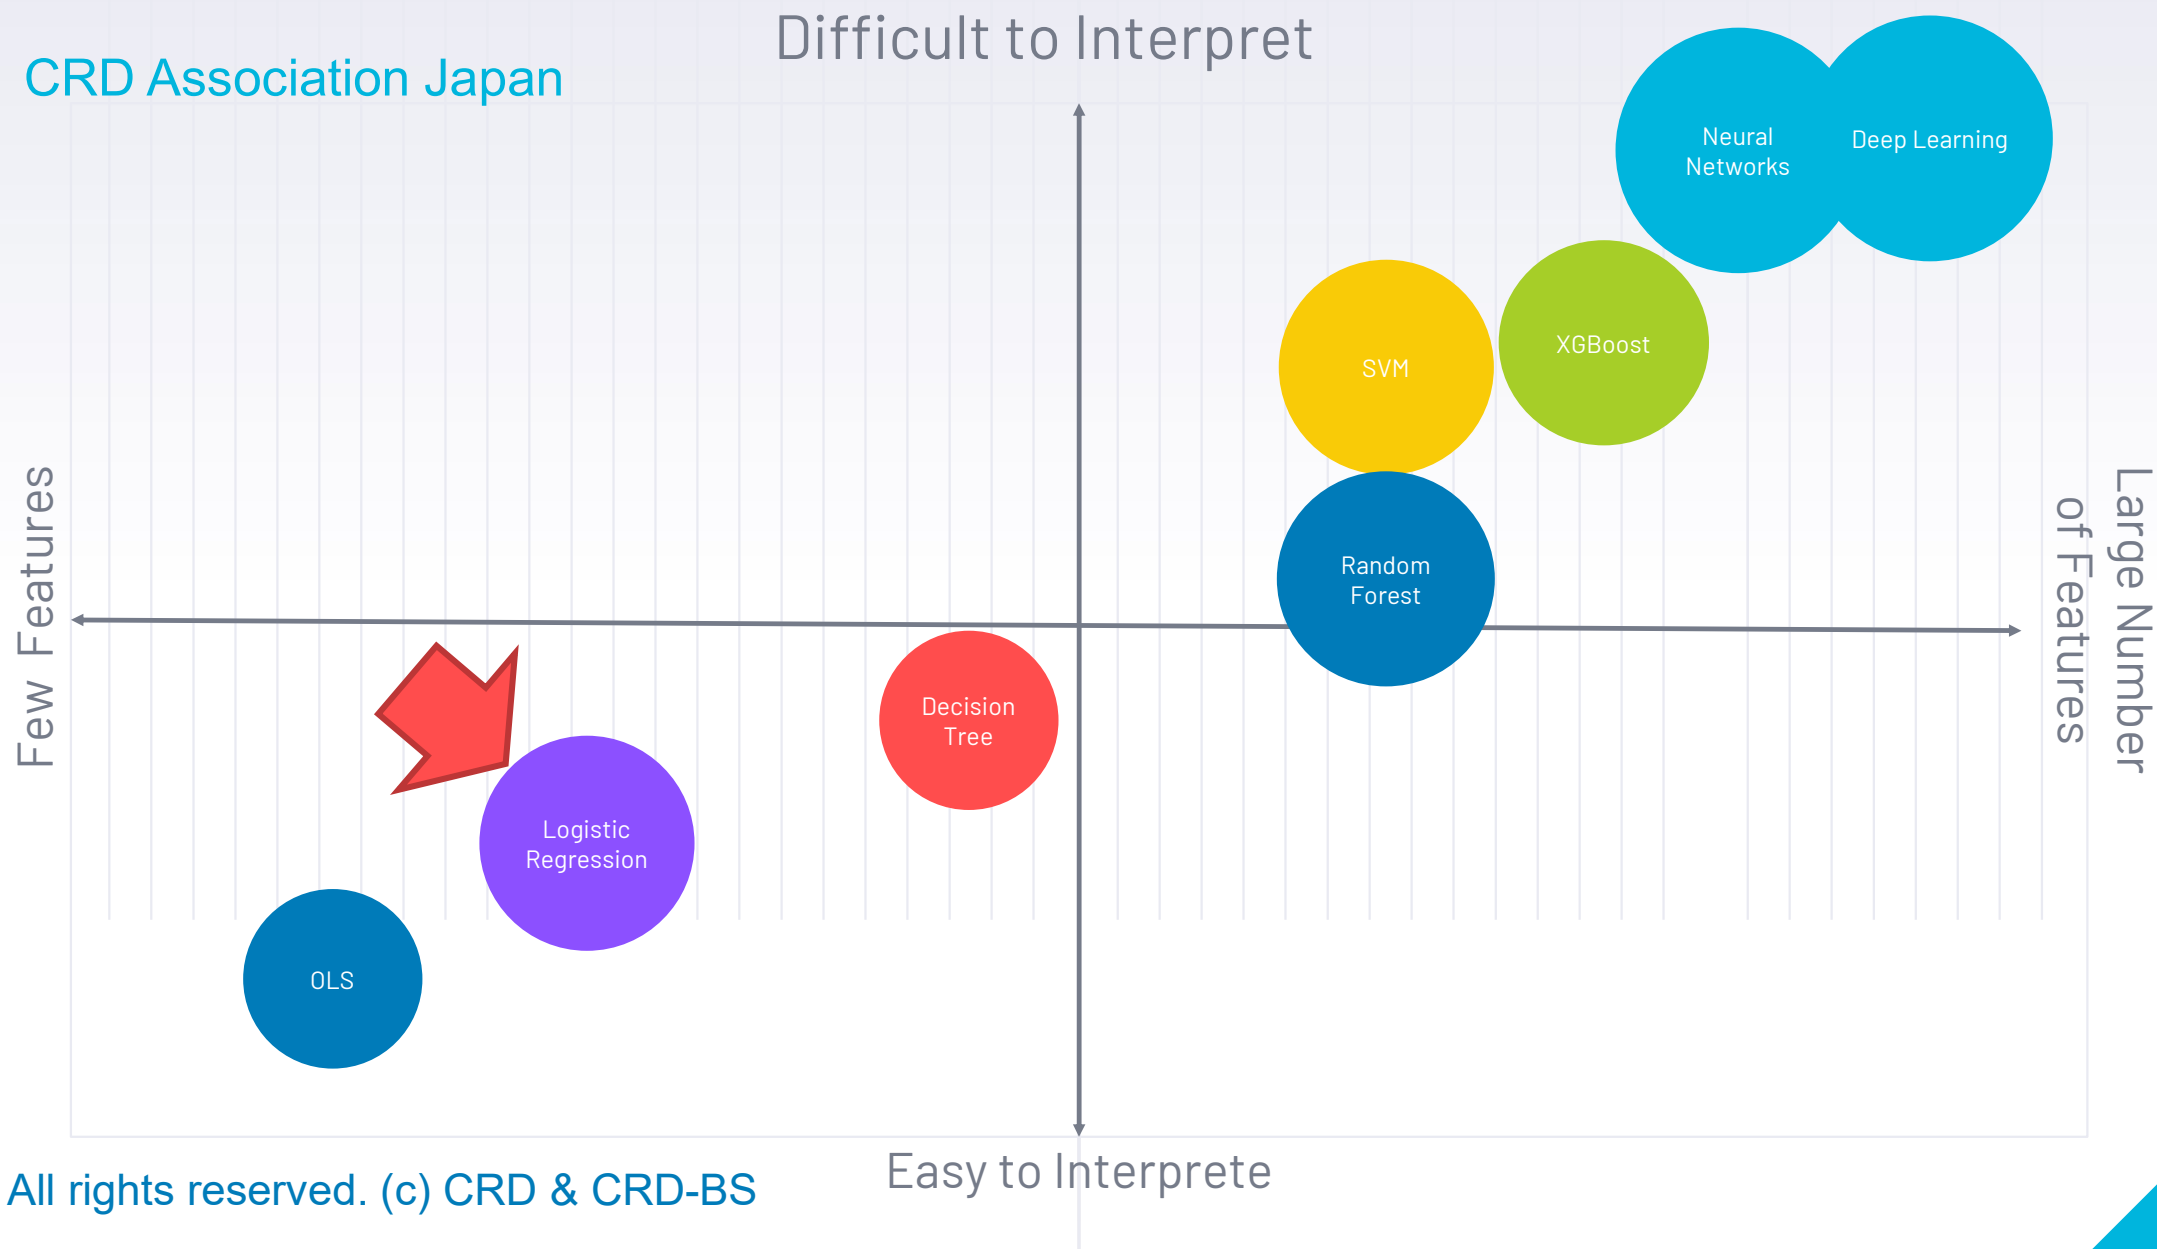 Difficult to Interpret
CRD Association Japan
Neural
Networks
Deep Learning
SVM
XGBoost
Few Features
Large Number
of Features
Random
Forest
Decision
Tree
Logistic
Regression
OLS
Easy to Interprete
All rights reserved. (c) CRD & CRD-BS